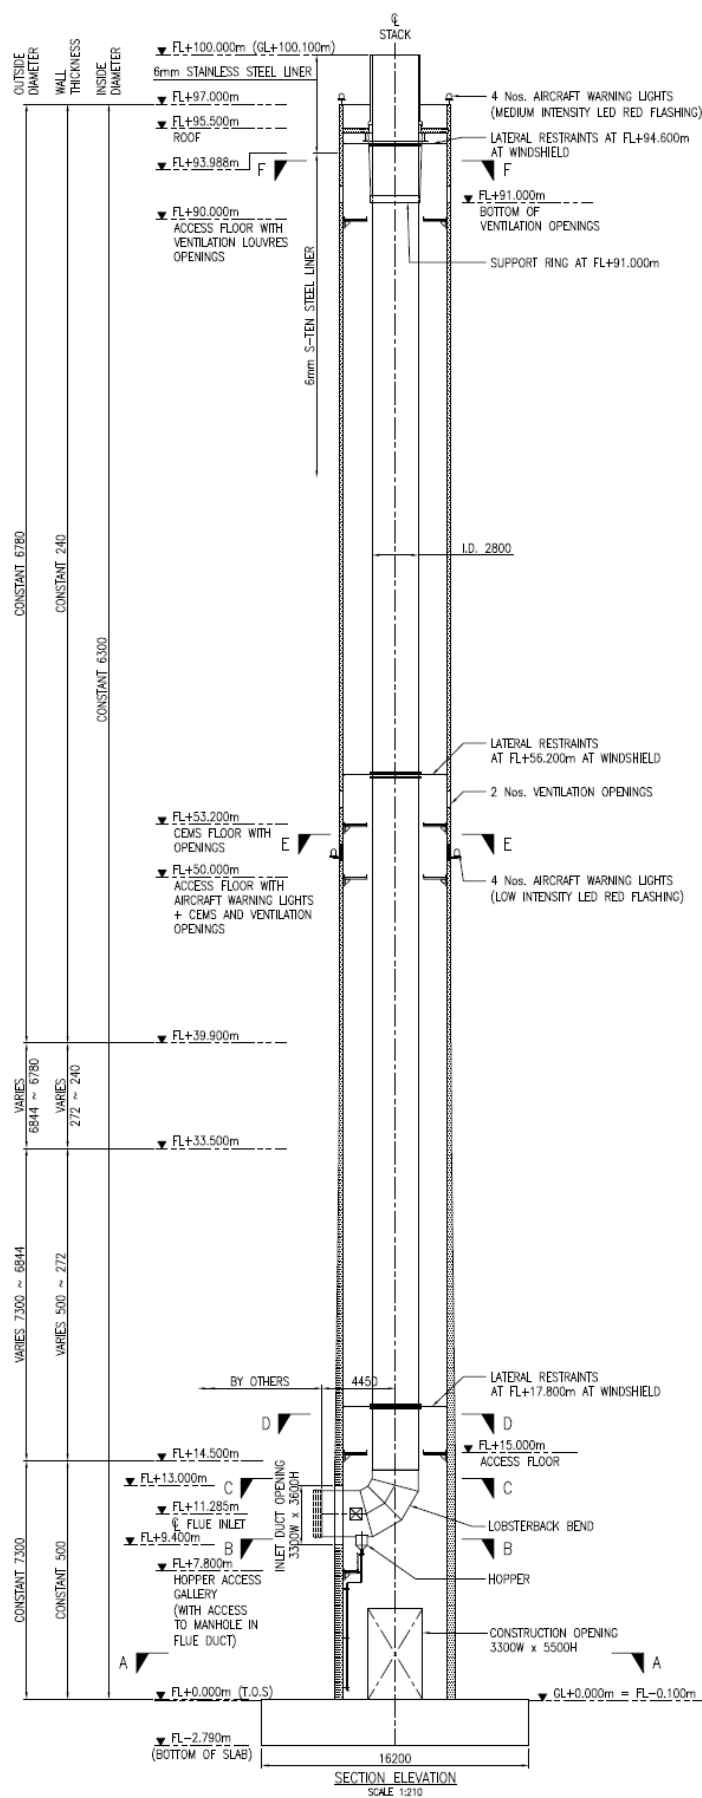 ℄
STACK
OUTSIDE
DIAMETER
WALL
THICKNESS
INSIDE
DIAMETER
FL+100.000m (GL+100.100m)
6mm STAINLESS STEEL LINER
FL+97.000m
FL+95.500m
ROOF
FL+93.988m
F
F
FL+90.000m
ACCESS FLOOR WITH
VENTILATION LOUVRES
OPENINGS
4 Nos. AIRCRAFT WARNING LIGHTS
(MEDIUM INTENSITY LED RED FLASHING)
LATERAL RESTRAINTS AT FL+94.600m
AT WINDSHIELD
FL+91.000m
BOTTOM OF
VENTILATION OPENINGS
SUPPORT RING AT FL+91.000m
6mm S-TEN STEEL LINER
I.D. 2800
CONSTANT 6780
CONSTANT 240
CONSTANT 6300
LATERAL RESTRAINTS
AT FL+56.200m AT WINDSHIELD
2 Nos. VENTILATION OPENINGS
FL+53.200m
CEMS FLOOR WITH
OPENINGS
E
E
FL+50.000m
ACCESS FLOOR WITH
AIRCRAFT WARNING LIGHTS
+ CEMS AND VENTILATION
OPENINGS
4 Nos. AIRCRAFT WARNING LIGHTS
(LOW INTENSITY LED RED FLASHING)
FL+39.900m
VARIES
6844 ~ 6780
VARIES
272 ~ 240
FL+33.500m
VARIES 7300 ~ 6844
VARIES 500 ~ 272
BY OTHERS
4450
LATERAL RESTRAINTS
AT FL+17.800m AT WINDSHIELD
D
D
FL+14.500m
FL+15.000m
ACCESS FLOOR
FL+13.000m
C
C
FL+11.285m
℄ FLUE INLET
INLET DUCT OPENING
3300W x 3600H
LOBSTERBACK BEND
FL+9.400m
B
B
FL+7.800m
HOPPER ACCESS
GALLERY
(WITH ACCESS
TO MANHOLE IN
FLUE DUCT)
HOPPER
CONSTANT 7300
CONSTANT 500
CONSTRUCTION OPENING
3300W x 5500H
A
A
FL+0.000m (T.O.S)
GL+0.000m = FL-0.100m
FL-2.790m
(BOTTOM OF SLAB)
16200
SECTION ELEVATION
SCALE 1:210